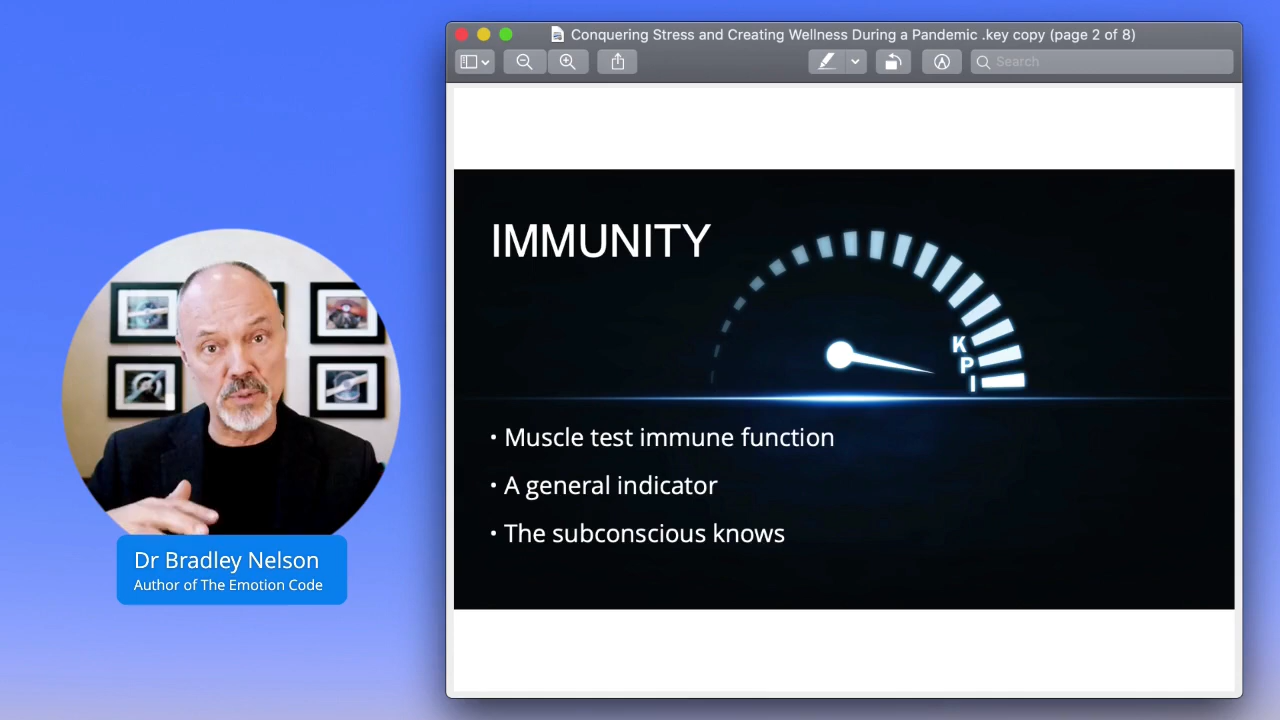 Conquering Stress and Creating Wellness During a Pandemic .key copy (page 2 of 8)
Search
IMMUNITY
K
P
I
• Muscle test immune function
• A general indicator
• The subconscious knows
Dr Bradley Nelson
Author of The Emotion Code